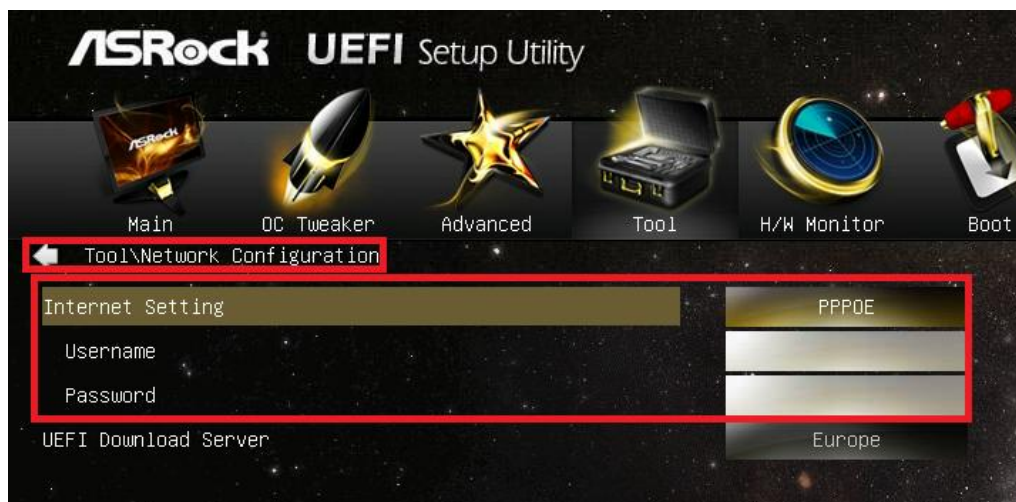 ASRock UEFI Setup Utility
ASRock
Main OC Tweaker Advanced Tool H/W Monitor Boot
Tool\Network Configuration
Internet Setting PPPOE
Username
Password
UEFI Download Server Europe